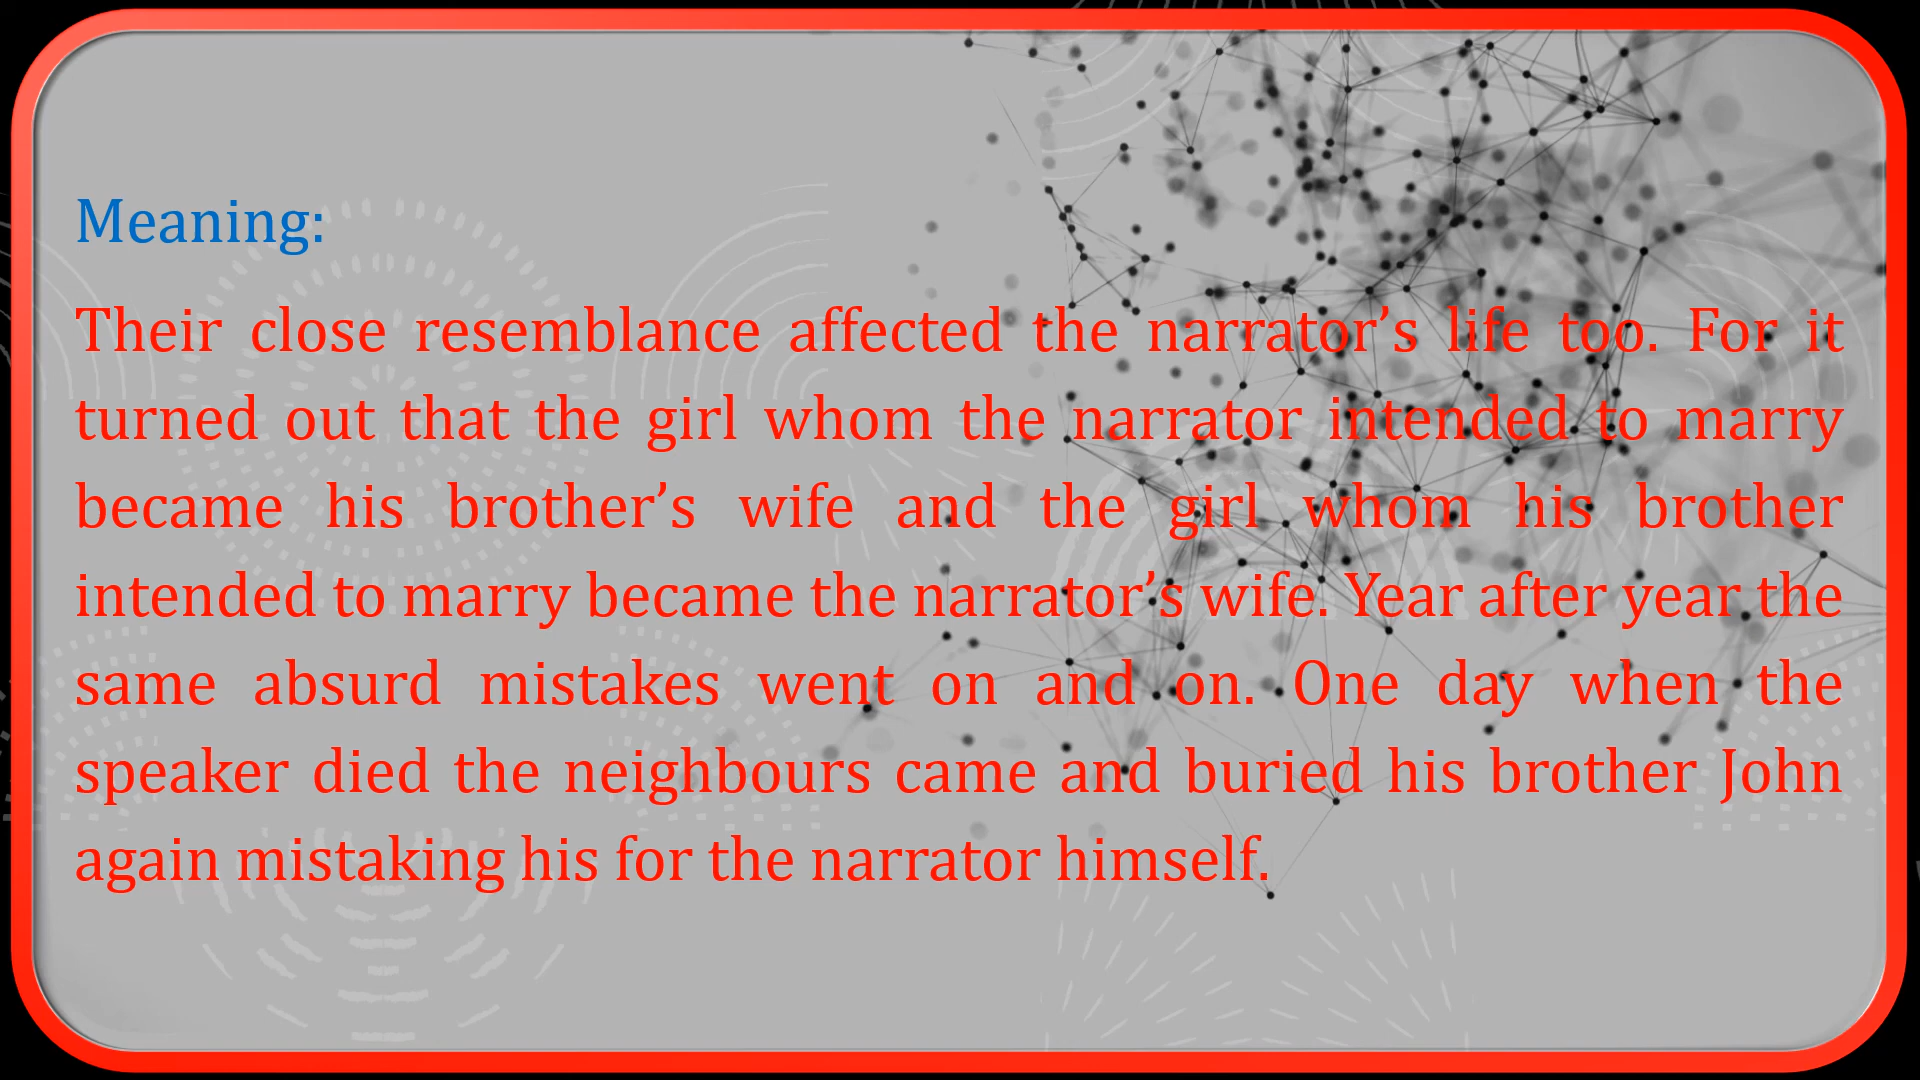 Meaning:
Their close resemblance affected the narrator’s life too. For it
turned out that the girl whom the narrator intended to marry
became his brother’s wife and the girl whom his brother
intended to marry became the narrator’s wife. Year after year the
same absurd mistakes went on and on. One day when the
speaker died the neighbours came and buried his brother John
again mistaking his for the narrator himself.